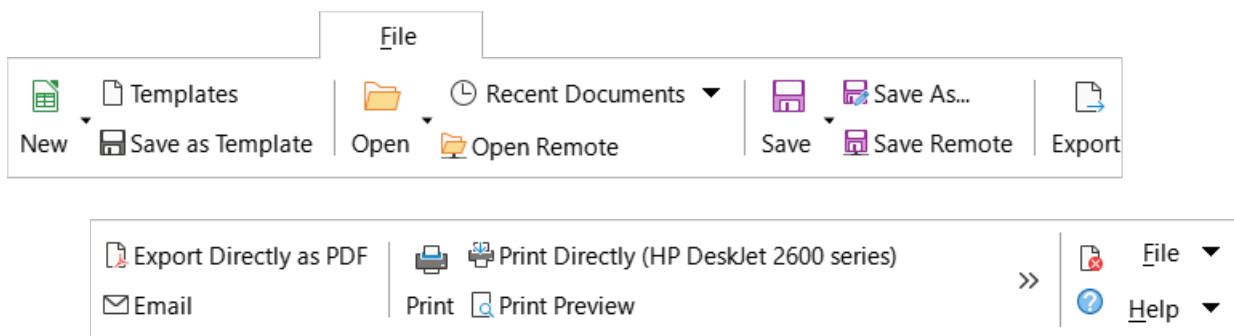 File
Templates Recent Documents Save As...
New Save as Template Open Open Remote Save Save Remote Export
Export Directly as PDF Print Directly (HP DeskJet 2600 series) File
Email Print Print Preview Help